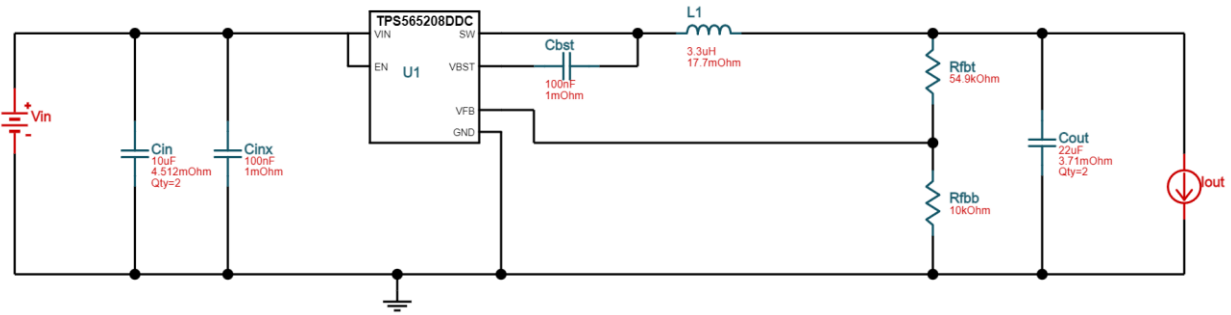 TPS565208DDC
VIN
SW
EN
U1
VBST
VFB
GND
Cbst
100nF
1mOhm
L1
3.3uH
17.7mOhm
Rfbt
54.9kOhm
Vin
+
-
Cin
10uF
4.512mOhm
Qty=2
Cinx
100nF
1mOhm
Cout
22uF
3.71mOhm
Qty=2
Rfbb
10kOhm
Iout